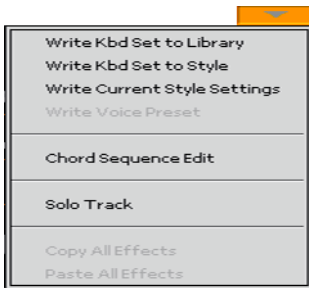 Write Kbd Set to Library
Write Kbd Set to Style
Write Current Style Settings
Write Voice Preset
Chord Sequence Edit
Solo Track
Copy All Effects
Paste All Effects